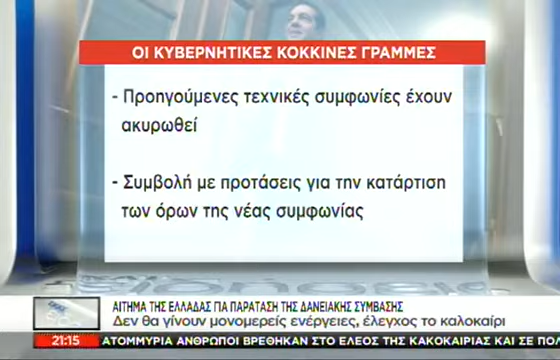 ΟΙ ΚΥΒΕΡΝΗΤΙΚΕΣ ΚΟΚΚΙΝΕΣ ΓΡΑΜΜΕΣ
- Προηγούμενες τεχνικές συμφωνίες έχουν
ακυρωθεί
- Συμβολή με προτάσεις για την κατάρτιση
των όρων της νέας συμφωνίας
ΑΙΤΗΜΑ ΤΗΣ ΕΛΛΑΔΑΣ ΓΙΑ ΠΑΡΑΤΑΣΗ ΤΗΣ ΔΑΝΕΙΑΚΗΣ ΣΥΜΒΑΣΗΣ
Δεν θα γίνουν μονομερείς ενέργειες, έλεγχος το καλοκαίρι
21:15 ΑΤΟΜΜΥΡΙΑ ΑΝΘΡΩΠΟΙ ΒΡΕΘΗΚΑΝ ΣΤΟ ΕΛΕΟΣ ΤΗΣ ΚΑΚΟΚΑΙΡΙΑΣ ΚΑΙ ΣΕ ΠΟ